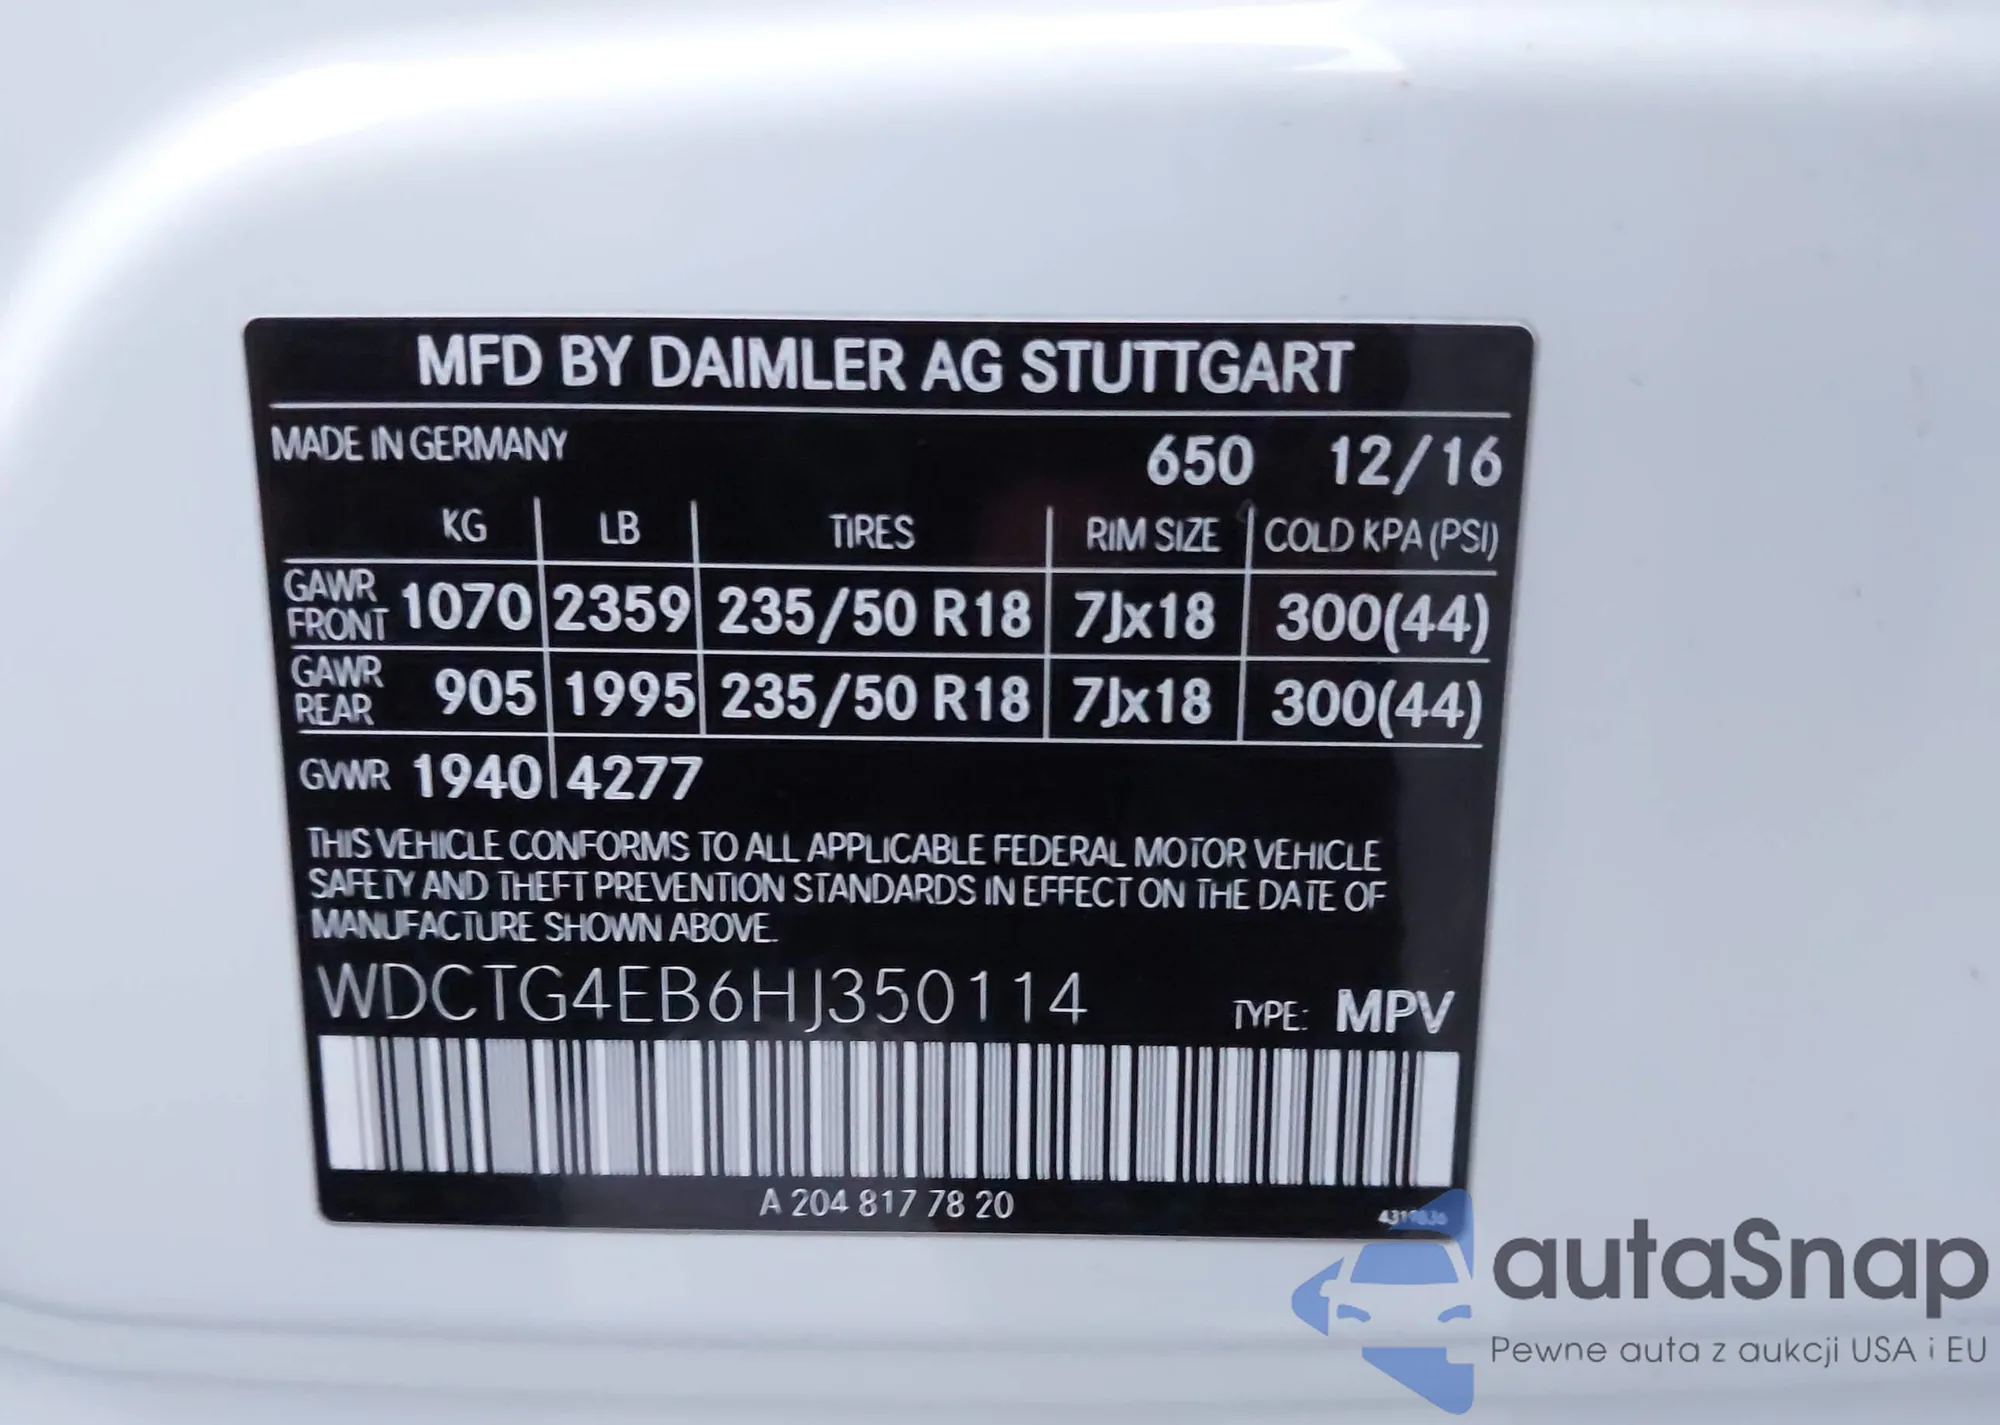 MFD BY DAIMLER AG STUTTGART
MADE IN GERMANY 650 12/16
KG LB TIRES RIM SIZE COLD KPA (PSI)
GAWR FRONT 1070 2359 235/50 R18 7Jx18 300(44)
GAWR REAR 905 1995 235/50 R18 7Jx18 300(44)
GVWR 1940 4277
THIS VEHICLE CONFORMS TO ALL APPLICABLE FEDERAL MOTOR VEHICLE
SAFETY AND THEFT PREVENTION STANDARDS IN EFFECT ON THE DATE OF
MANUFACTURE SHOWN ABOVE.
WDCTG4EB6HJ350114 TYPE: MPV
A 204 817 78 20
autaSnap
Pewne auta z aukcji USA i EU